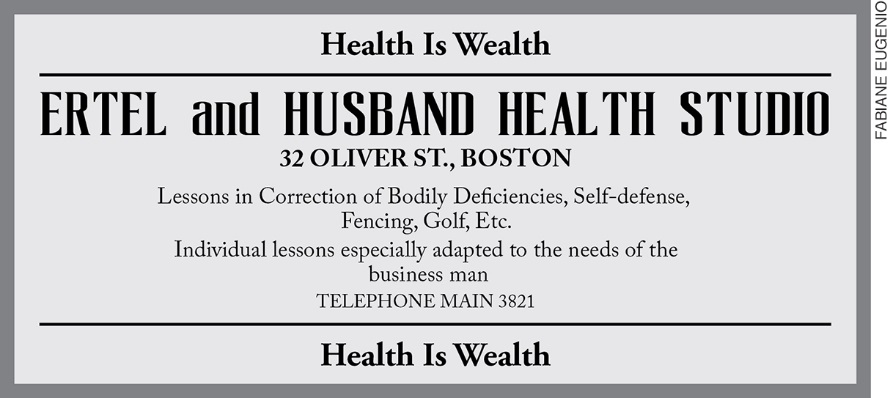 Health Is Wealth
ERTEL and HUSBAND HEALTH STUDIO
32 OLIVER ST., BOSTON
Lessons in Correction of Bodily Deficiencies, Self-defense,
Fencing, Golf, Etc.
Individual lessons especially adapted to the needs of the
business man
TELEPHONE MAIN 3821
Health Is Wealth
FABIANE EUGENIO